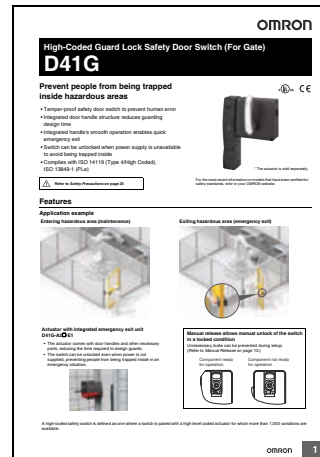 OMRON
High-Coded Guard Lock Safety Door Switch (For Gate)
D41G
Prevent people from being trapped
inside hazardous areas
• Tamper-proof safety door switch to prevent human error
• Integrated door handle structure reduces guarding
design time
• Integrated handle's smooth operation enables quick
emergency exit
• Switch can be unlocked when power supply is unavailable
to avoid being trapped inside
• Complies with ISO 14119 (Type 4/High Coded),
ISO 13849-1 (PLe)
* The actuator is sold separately
Refer to Safety Precautions on page 25
For the most recent information on models that have been certified for
safety standards, refer to your OMRON website.
Features
Application example
Entering hazardous area (maintenance)
Exiting hazardous area (emergency exit)
Actuator with integrated emergency exit unit
• The actuator comes with door handles and other necessary
parts, reducing the time required to design guards.
• The switch can be unlocked even when power is not
supplied, preventing people from being trapped inside in an
emergency situation.
Manual release allows manual unlock of the switch
in a locked condition
Unnecessary locks can be prevented during setup.
(Refer to Manual Release on page 13.)
Component ready
for operation
Component not ready
for operation
A high-coded safety switch is defined as one where a switch is paired with a high level coded actuator for which more than 1,000 variations are
available.
OMRON 1